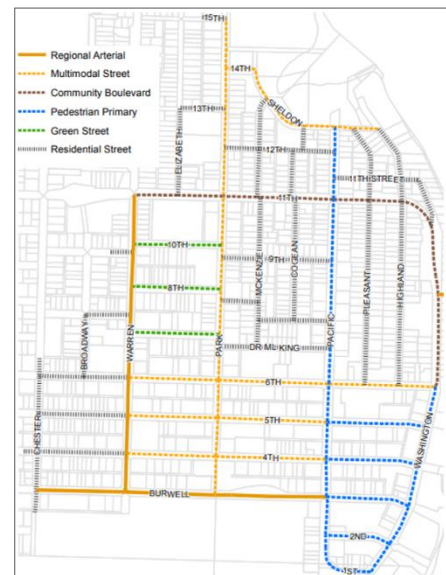 15TH
Regional Arterial
Multimodal Street
Community Boulevard
Pedestrian Primary
Green Street
Residential Street
14TH
SHELDON
13TH
ELIZABETH
12TH
11TH STREET
11TH
10TH
9TH
MCKENZIE
COGEAN
PLEASANT
HIGHLAND
8TH
BROADWAY
WARREN
PARK
PACIFIC
DR ML KING
6TH
CHESTER
5TH
WASHINGTON
4TH
BURWELL
2ND
1ST